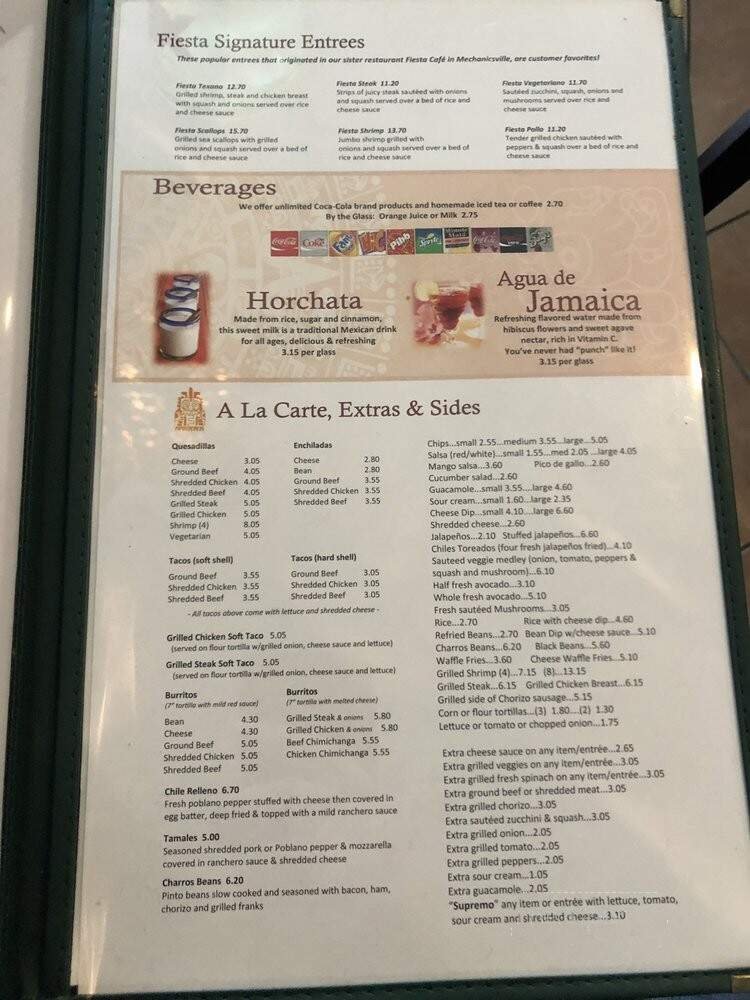 Fiesta Signature Entrees
These popular entrees that originated in our sister restaurant Fiesta Café in Mechanicsville, are customer favorites!
Fiesta Texano 12.70
Grilled shrimp, steak and chicken breast
with squash and onions served over rice
and cheese sauce
Fiesta Steak 11.20
Strips of juicy steak sautéed with onions
and squash served over a bed of rice and
cheese sauce
Fiesta Vegetariano 11.70
Sautéed zucchini, squash, onions and
mushrooms served over rice and
cheese sauce
Fiesta Scallops 15.70
Grilled sea scallops with grilled
onions and squash served over a bed of
rice and cheese sauce
Fiesta Shrimp 13.70
Jumbo shrimp grilled with
onions and squash served over a bed of
rice and cheese sauce
Fiesta Pollo 11.20
Tender grilled chicken sautéed with
peppers & squash over a bed of rice and
cheese sauce
Beverages
We offer unlimited Coca-Cola brand products and homemade iced tea or coffee 2.70
By the Glass: Orange Juice or Milk 2.75
Coca-Cola Coke Pibb Sprite Minute Maid
Horchata
Made from rice, sugar and cinnamon,
this sweet milk is a traditional Mexican drink
for all ages, delicious & refreshing
3.15 per glass
Agua de
Jamaica
Refreshing flavored water made from
hibiscus flowers and sweet agave
nectar, rich in Vitamin C.
You've never had "punch" like it!
3.15 per glass
A La Carte, Extras & Sides
Quesadillas
Cheese 3.05
Ground Beef 4.05
Shredded Chicken 4.05
Shredded Beef 4.05
Grilled Steak 5.05
Grilled Chicken 5.05
Shrimp (4) 8.05
Vegetarian 5.05
Enchiladas
Cheese 2.80
Bean 2.80
Ground Beef 3.55
Shredded Chicken 3.55
Shredded Beef 3.55
Tacos (soft shell)
Ground Beef 3.55
Shredded Chicken 3.55
Shredded Beef 3.55
Tacos (hard shell)
Ground Beef 3.05
Shredded Chicken 3.05
Shredded Beef 3.05
- All tacos above come with lettuce and shredded cheese -
Grilled Chicken Soft Taco 5.05
(served on flour tortilla w/grilled onion, cheese sauce and lettuce)
Grilled Steak Soft Taco 5.05
(served on flour tortilla w/grilled onion, cheese sauce and lettuce)
Burritos
(7" tortilla with mild red sauce)
Bean 4.30
Cheese 4.30
Ground Beef 5.05
Shredded Chicken 5.05
Shredded Beef 5.05
Burritos
(7" tortilla with melted cheese)
Grilled Steak & onions 5.80
Grilled Chicken & onions 5.80
Beef Chimichanga 5.55
Chicken Chimichanga 5.55
Chile Relleno 6.70
Fresh poblano pepper stuffed with cheese then covered in
egg batter, deep fried & topped with a mild ranchero sauce
Tamales 5.00
Seasoned shredded pork or Poblano pepper & mozzarella
covered in ranchero sauce & shredded cheese
Charros Beans 6.20
Pinto beans slow cooked and seasoned with bacon, ham,
chorizo and grilled franks
Chips...small 2.55...medium 3.55...large...5.05
Salsa (red/white)...small 1.55...med 2.05 ...large 4.05
Mango salsa...3.60 Pico de gallo...2.60
Cucumber salad...2.60
Guacamole...small 3.55....large 4.60
Sour cream...small 1.60...large 2.35
Cheese Dip...small 4.10....large 6.60
Shredded cheese...2.60
Jalapeños...2.10 Stuffed jalapeños...6.60
Chiles Toreados (four fresh jalapeños fried)...4.10
Sauteed veggie medley (onion, tomato, peppers &
squash and mushroom)...6.10
Half fresh avocado...3.10
Whole fresh avocado...5.10
Fresh sautéed Mushrooms...3.05
Rice...2.70 Rice with cheese dip...4.60
Refried Beans...2.70 Bean Dip w/cheese sauce...5.10
Charros Beans...6.20 Black Beans...5.60
Waffle Fries...3.60 Cheese Waffle Fries...5.10
Grilled Shrimp (4)...7.15 (8)...13.15
Grilled Steak...6.15 Grilled Chicken Breast...6.15
Grilled side of Chorizo sausage...5.15
Corn or flour tortillas...(3) 1.80....(2) 1.30
Lettuce or tomato or chopped onion...1.75
Extra cheese sauce on any item/entrée...2.65
Extra grilled veggies on any item/entrée...3.05
Extra grilled fresh spinach on any item/entrée...3.05
Extra ground beef or shredded meat...3.05
Extra grilled chorizo...3.05
Extra sautéed zucchini & squash...3.05
Extra grilled onion...2.05
Extra grilled tomato...2.05
Extra grilled peppers...2.05
Extra sour cream...1.05
Extra guacamole...2.05
"Supremo" any item or entrée with lettuce, tomato,
sour cream and shredded cheese...3.10